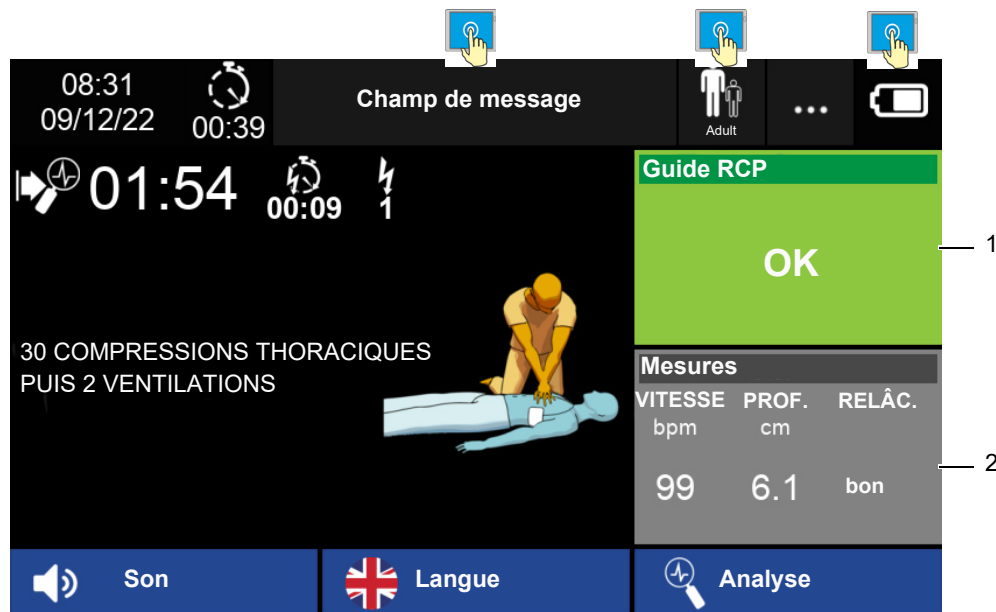 08:31
09/12/22
00:39
Champ de message
Adult
...
01:54
00:09
1
Guide RCP
OK
1
30 COMPRESSIONS THORACIQUES
PUIS 2 VENTILATIONS
Mesures
VITESSE PROF. RELÂC.
bpm cm
99 6.1 bon
2
Son
Langue
Analyse